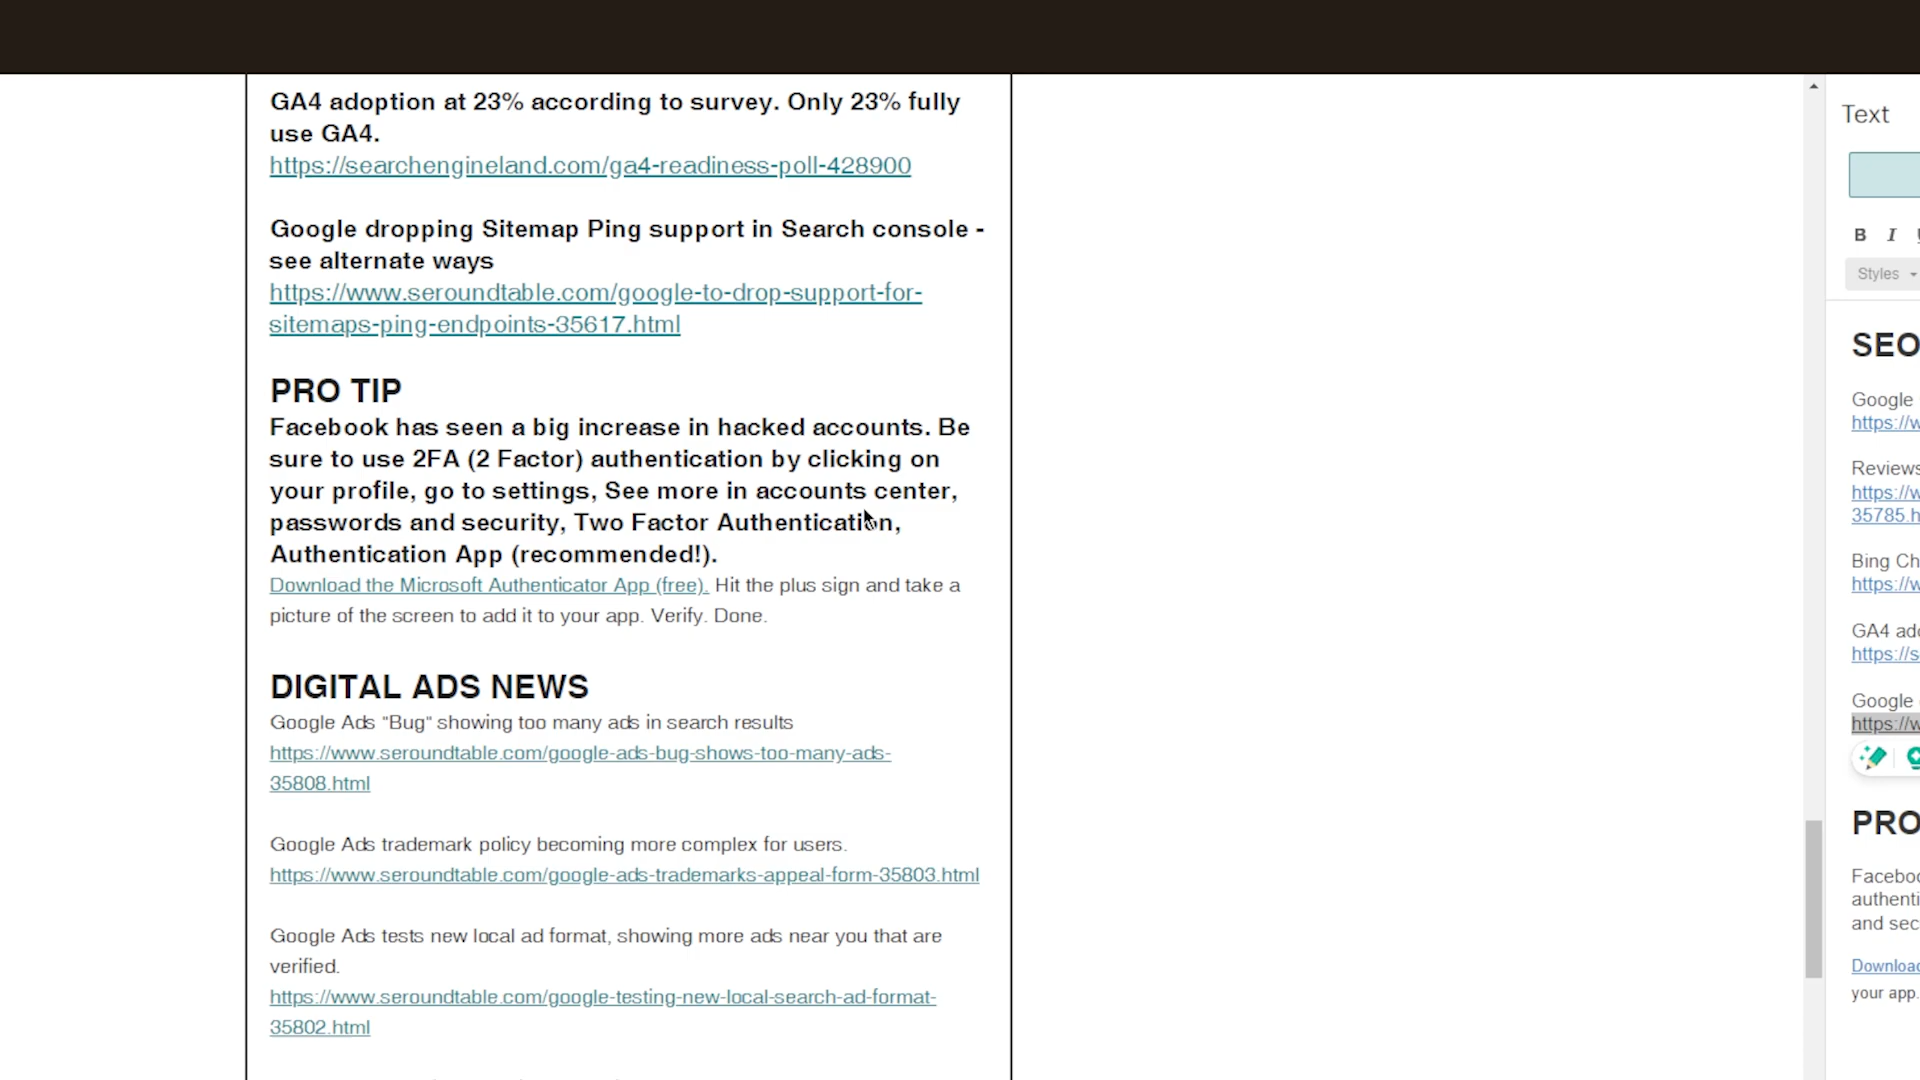 GA4 adoption at 23% according to survey. Only 23% fully
use GA4.
https://searchengineland.com/ga4-readiness-poll-428900
Google dropping Sitemap Ping support in Search console -
see alternate ways
https://www.seroundtable.com/google-to-drop-support-for-
sitemaps-ping-endpoints-35617.html
PRO TIP
Facebook has seen a big increase in hacked accounts. Be
sure to use 2FA (2 Factor) authentication by clicking on
your profile, go to settings, See more in accounts center,
passwords and security, Two Factor Authentication,
Authentication App (recommended!).
Download the Microsoft Authenticator App (free). Hit the plus sign and take a
picture of the screen to add it to your app. Verify. Done.
DIGITAL ADS NEWS
Google Ads "Bug" showing too many ads in search results
https://www.seroundtable.com/google-ads-bug-shows-too-many-ads-
35808.html
Google Ads trademark policy becoming more complex for users.
https://www.seroundtable.com/google-ads-trademarks-appeal-form-35803.html
Google Ads tests new local ad format, showing more ads near you that are
verified.
https://www.seroundtable.com/google-testing-new-local-search-ad-format-
35802.html
Text
B I
Styles
SEO
Google
https://w
Reviews
https://w
35785.h
Bing Ch
https://w
GA4 ado
https://s
Google
https://w
PRO
Faceboo
authenti
and sec
Download
your app.